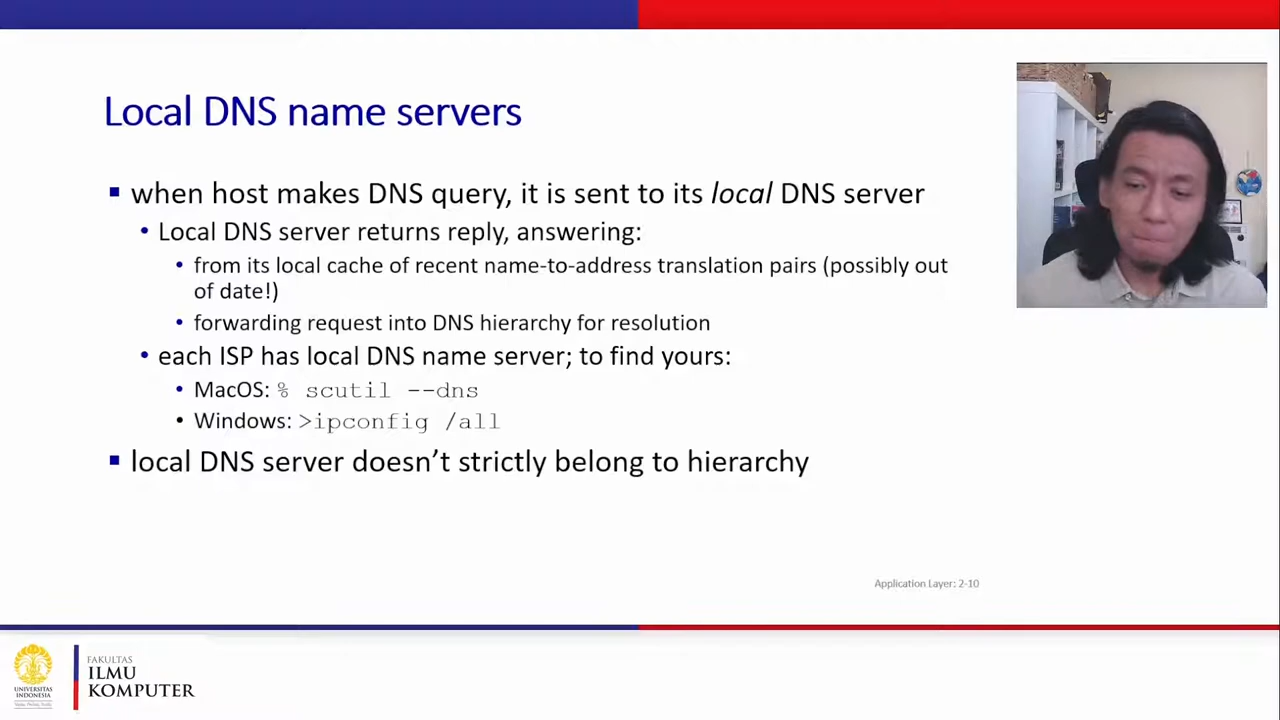 Local DNS name servers
▪ when host makes DNS query, it is sent to its local DNS server
• Local DNS server returns reply, answering:
• from its local cache of recent name-to-address translation pairs (possibly out
of date!)
• forwarding request into DNS hierarchy for resolution
• each ISP has local DNS name server; to find yours:
• MacOS: % scutil --dns
• Windows: >ipconfig /all
▪ local DNS server doesn’t strictly belong to hierarchy
Application Layer: 2-10
UNIVERSITAS
INDONESIA
FAKULTAS
ILMU
KOMPUTER